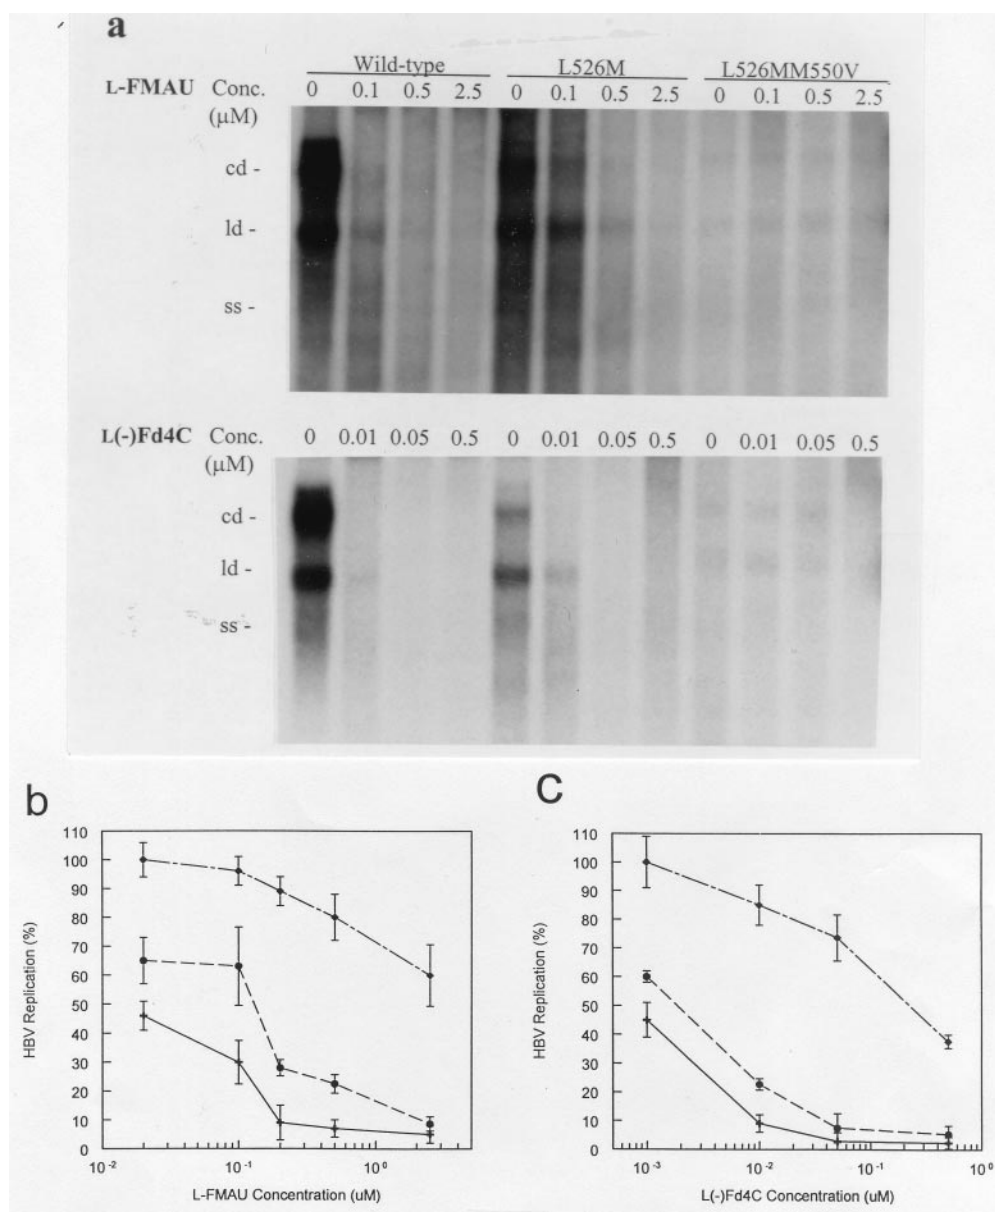 a
Wild-type L526M L526MM550V
L-FMAU Conc. 0 0.1 0.5 2.5 0 0.1 0.5 2.5 0 0.1 0.5 2.5
(μM)
cd -
ld -
ss -
L(-)Fd4C Conc. 0 0.01 0.05 0.5 0 0.01 0.05 0.5 0 0.01 0.05 0.5
(μM)
cd -
ld -
ss -
b
110
100
90
80
70
60
50
40
30
20
10
0
HBV Replication (%)
10⁻² 10⁻¹ 10⁰
L-FMAU Concentration (uM)
C
110
100
90
80
70
60
50
40
30
20
10
0
HBV Replication (%)
10⁻³ 10⁻² 10⁻¹ 10⁰
L(-)Fd4C Concentration (uM)